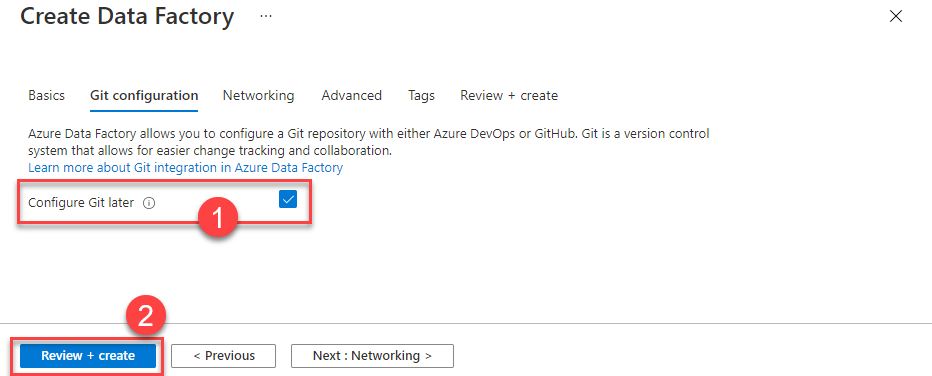 Create Data Factory ...
Basics Git configuration Networking Advanced Tags Review + create
Azure Data Factory allows you to configure a Git repository with either Azure DevOps or GitHub. Git is a version control
system that allows for easier change tracking and collaboration.
Learn more about Git integration in Azure Data Factory
Configure Git later
1
2
Review + create < Previous Next : Networking >